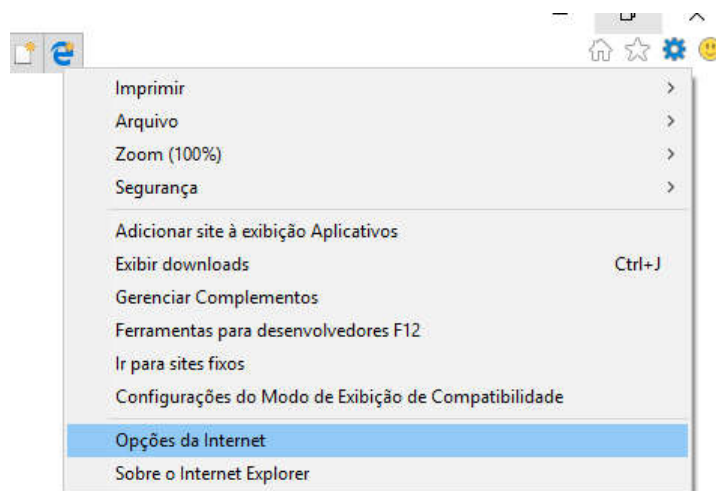 Imprimir
Arquivo
Zoom (100%)
Segurança
Adicionar site à exibição Aplicativos
Exibir downloads Ctrl+J
Gerenciar Complementos
Ferramentas para desenvolvedores F12
Ir para sites fixos
Configurações do Modo de Exibição de Compatibilidade
Opções da Internet
Sobre o Internet Explorer